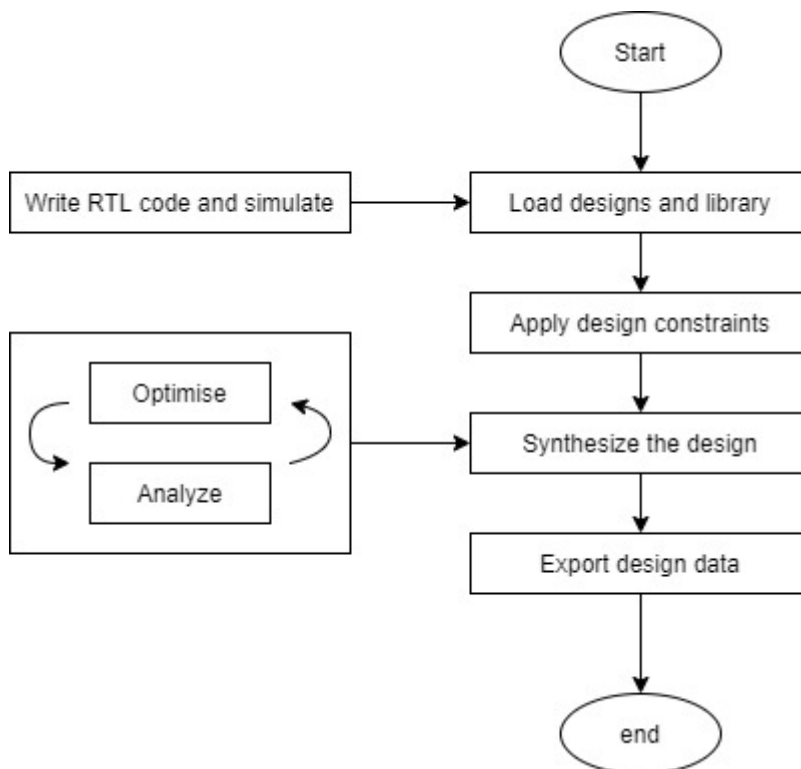 Start
Write RTL code and simulate
Load designs and library
Apply design constraints
Optimise
Analyze
Synthesize the design
Export design data
end